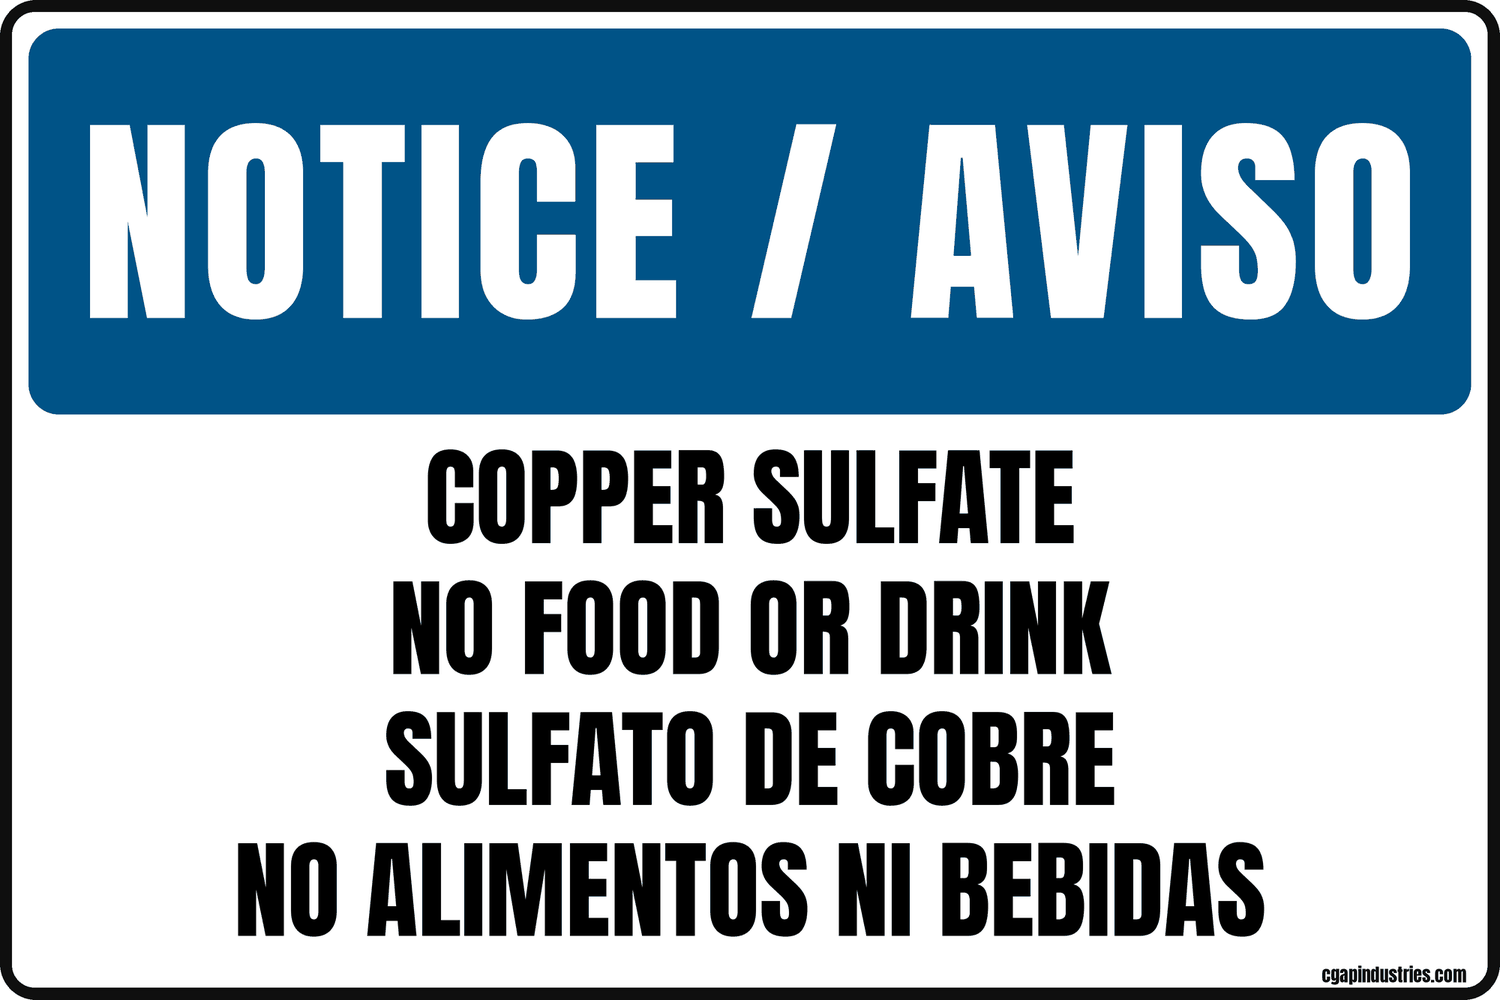 NOTICE / AVISO
COPPER SULFATE
NO FOOD OR DRINK
SULFATO DE COBRE
NO ALIMENTOS NI BEBIDAS
cgapindustries.com